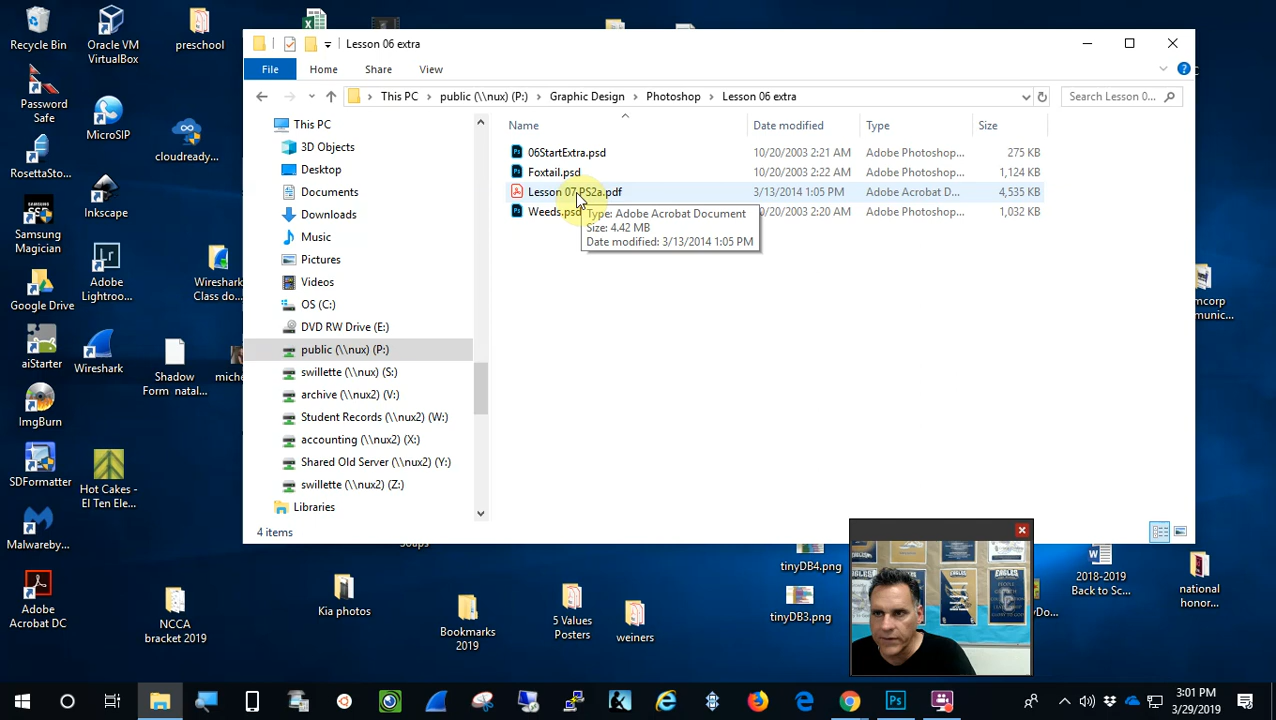 Lesson 06 extra
File Home Share View
This PC public (\\nux) (P:) Graphic Design Photoshop Lesson 06 extra
Search Lesson 0...
Name Date modified Type Size
06StartExtra.psd 10/20/2003 2:21 AM Adobe Photoshop... 275 KB
Foxtail.psd 10/20/2003 2:22 AM Adobe Photoshop... 1,124 KB
Lesson 07 PS2a.pdf 3/13/2014 1:05 PM Adobe Acrobat D... 4,535 KB
Weeds.psd 0/20/2003 2:20 AM Adobe Photoshop... 1,032 KB
Type: Adobe Acrobat Document
Size: 4.42 MB
Date modified: 3/13/2014 1:05 PM
This PC
3D Objects
Desktop
Documents
Downloads
Music
Pictures
Videos
OS (C:)
DVD RW Drive (E:)
public (\\nux) (P:)
swillette (\\nux) (S:)
archive (\\nux2) (V:)
Student Records (\\nux2) (W:)
accounting (\\nux2) (X:)
Shared Old Server (\\nux2) (Y:)
swillette (\\nux2) (Z:)
Libraries
4 items
Recycle Bin
Oracle VM
VirtualBox
preschool
Password
Safe
MicroSIP
cloudready...
RosettaSto...
Inkscape
Samsung
Magician
Adobe
Lightroo...
Wireshark
Class do...
Google Drive
aiStarter
Wireshark
Shadow
Form natal...
miche
ImgBurn
SDFormatter
Hot Cakes -
El Ten Ele...
Malwareby...
Adobe
Acrobat DC
NCCA
bracket 2019
Kia photos
Bookmarks
2019
5 Values
Posters
weiners
tinyDB4.png
tinyDB3.png
EAGLES
2018-2019
Back to Sc...
national
honor...
mcorp
munic...
3:01 PM
3/29/2019